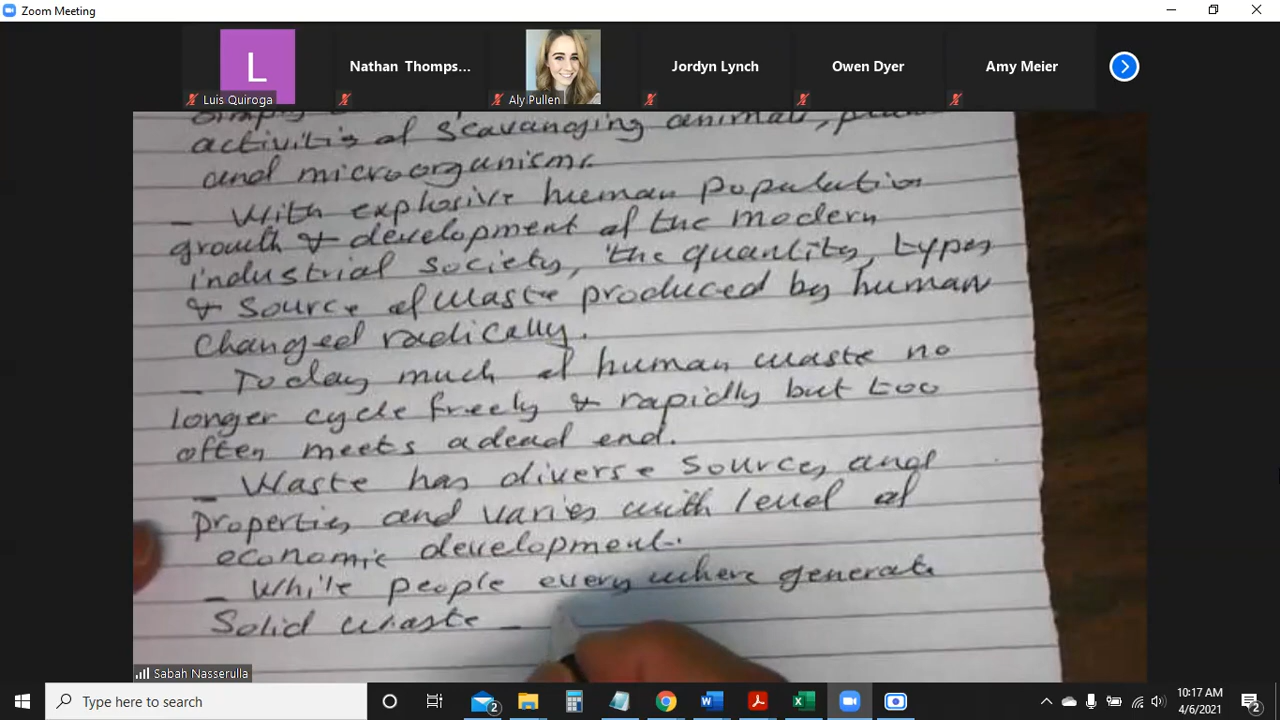 Zoom Meeting
L
Nathan Thomps...
Jordyn Lynch
Owen Dyer
Amy Meier
Luis Quiroga
Aly Pullen
activitis of scavanging animals,
and microorganisms
- With explosive human population
growth & development of the modern
industrial society, the quantity, types
& source of waste produced by human
changed radically.
- Today much of human waste no
longer cycle freely & rapidly but too
often meets a dead end.
- Waste has diverse sources and
properties and varies with level of
economic development.
- While people every where generate
Solid waste -
Sabah Nasserulla
Type here to search
2
10:17 AM
4/6/2021
2